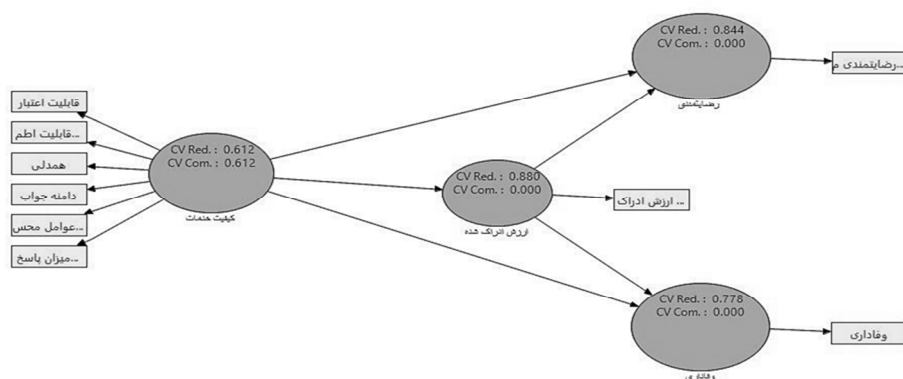 قابلیت اعتبار
قابلیت اطم...
همدلی
دامنه جواب
عوامل محس...
میزان پاسخ...
CV Red. : 0.612
CV Com. : 0.612
کیفیت خدمات
CV Red. : 0.880
CV Com. : 0.000
ارزش ادراک شده
ارزش ادراک ...
CV Red. : 0.844
CV Com. : 0.000
رضایتمندی
رضایتمندی م...
CV Red. : 0.778
CV Com. : 0.000
وفاداری
وفاداری